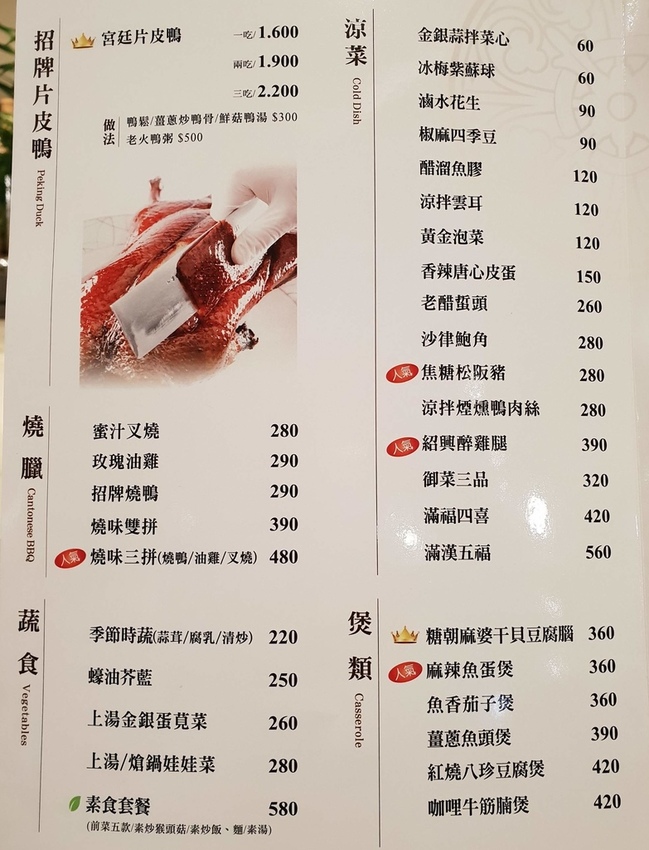 招牌片皮鴨 Peking Duck
宮廷片皮鴨 一吃/1.600
兩吃/1.900
三吃/2.200
做法
鴨鬆/薑蔥炒鴨骨/鮮菇鴨湯 $300
老火鴨粥 $500
燒臘 Cantonese BBQ
蜜汁叉燒 280
玫瑰油雞 290
招牌燒鴨 290
燒味雙拼 390
人氣 燒味三拼(燒鴨/油雞/叉燒) 480
蔬食 Vegetables
季節時蔬(蒜茸/腐乳/清炒) 220
蠔油芥藍 250
上湯金銀蛋莧菜 260
上湯/熗鍋娃娃菜 280
素食套餐 580
(前菜五款/素炒猴頭菇/素炒飯、麵/素湯)
涼菜 Cold Dish
金銀蒜拌菜心 60
冰梅紫蘇球 60
滷水花生 90
椒麻四季豆 90
醋溜魚膠 120
涼拌雲耳 120
黃金泡菜 120
香辣唐心皮蛋 150
老醋蜇頭 260
沙律鮑角 280
人氣 焦糖松阪豬 280
涼拌煙燻鴨肉絲 280
人氣 紹興醉雞腿 390
御菜三品 320
滿福四喜 420
滿漢五福 560
煲類 Casserole
糖朝麻婆干貝豆腐腦 360
人氣 麻辣魚蛋煲 360
魚香茄子煲 360
薑蔥魚頭煲 390
紅燒八珍豆腐煲 420
咖哩牛筋腩煲 420